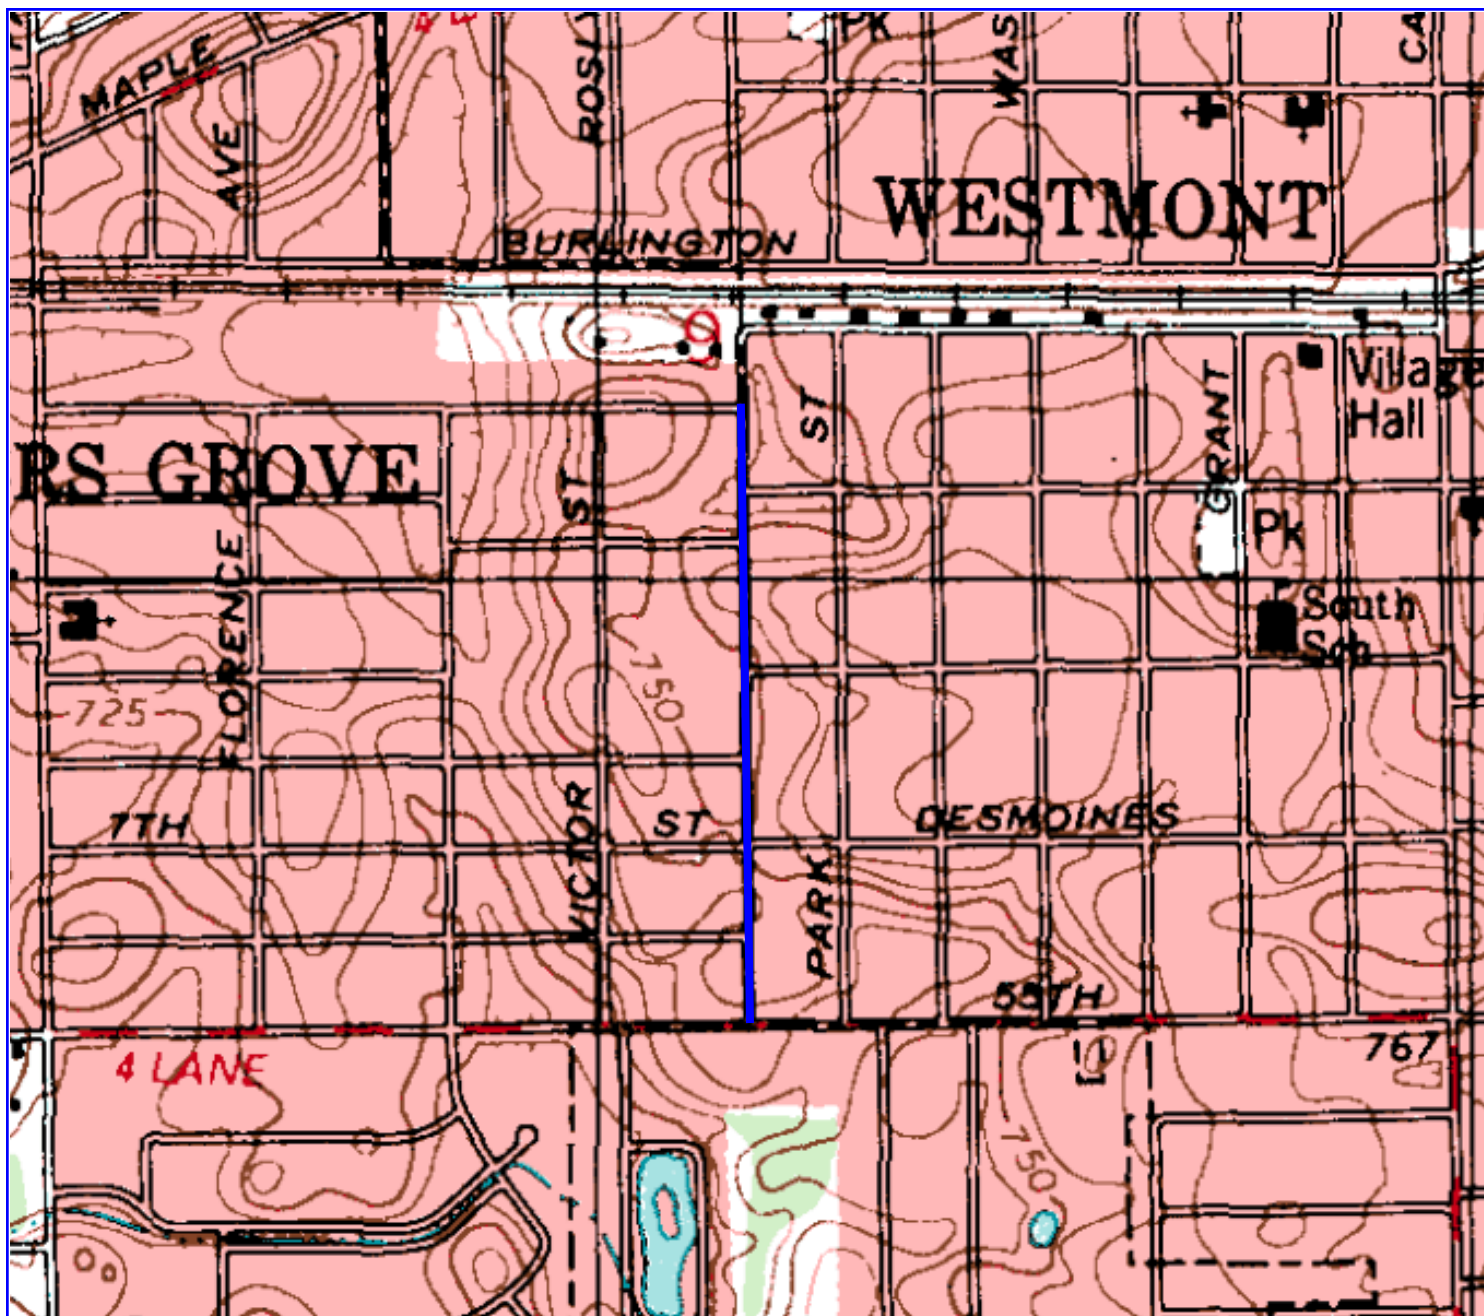 MAPLE
AVE
ROSL
PK
WAS
CA
WESTMONT
BURLINGTON
Village
Hall
ST
GRANT
RS GROVE
ST
Pk
FLORENCE
South
Sch
750
725
7TH
ST
DESMOINES
VICTOR
PARK
55TH
767
4 LANE
750